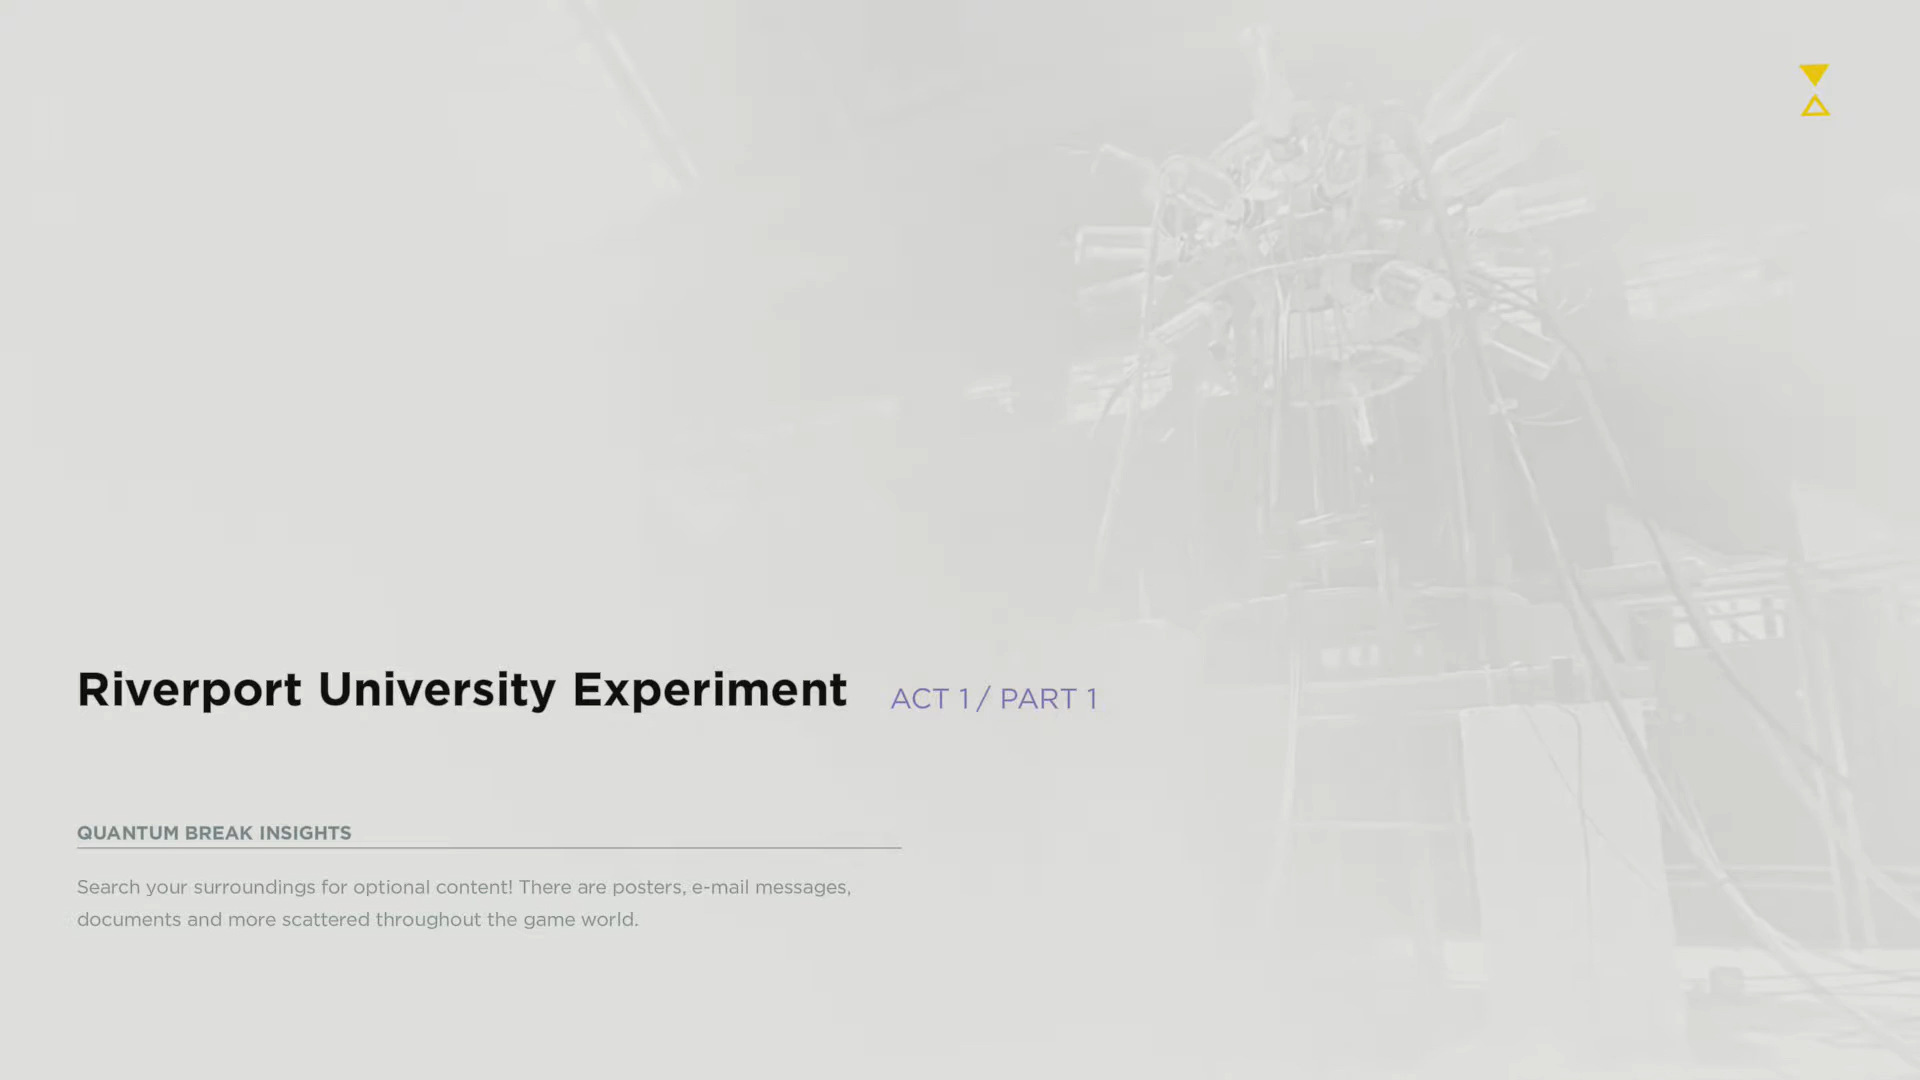 Riverport University Experiment ACT 1 / PART 1
QUANTUM BREAK INSIGHTS
Search your surroundings for optional content! There are posters, e-mail messages,
documents and more scattered throughout the game world.